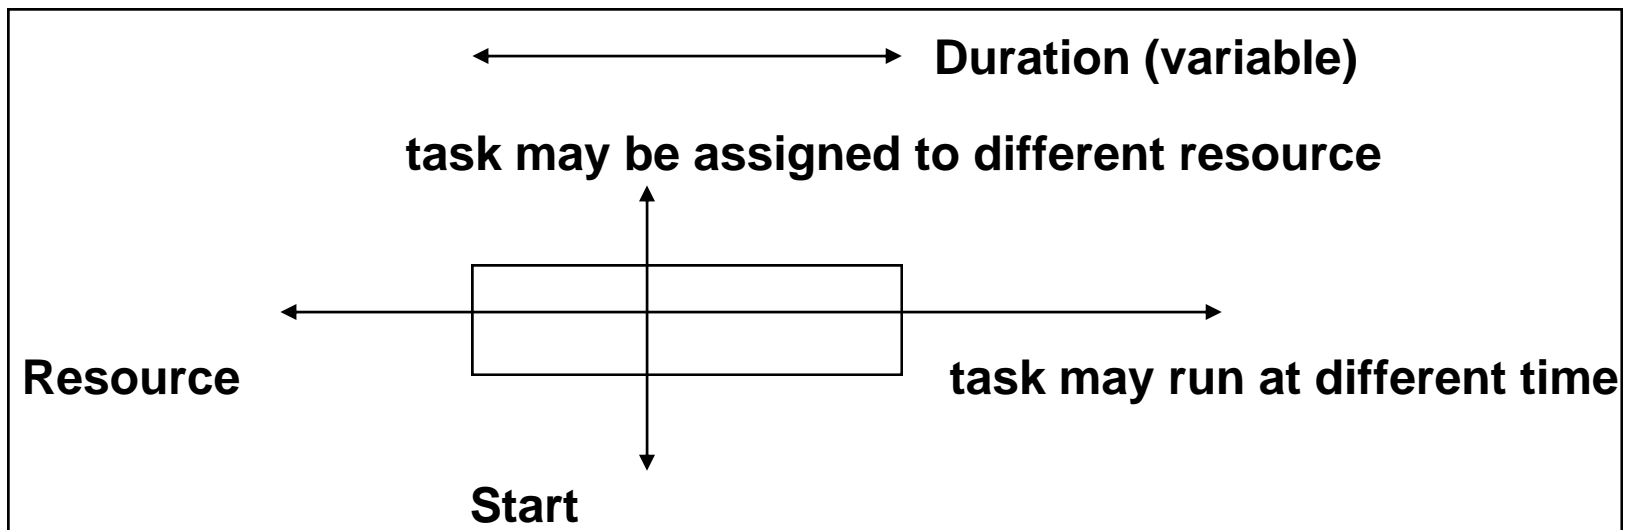 Duration (variable)
task may be assigned to different resource
Resource
task may run at different time
Start